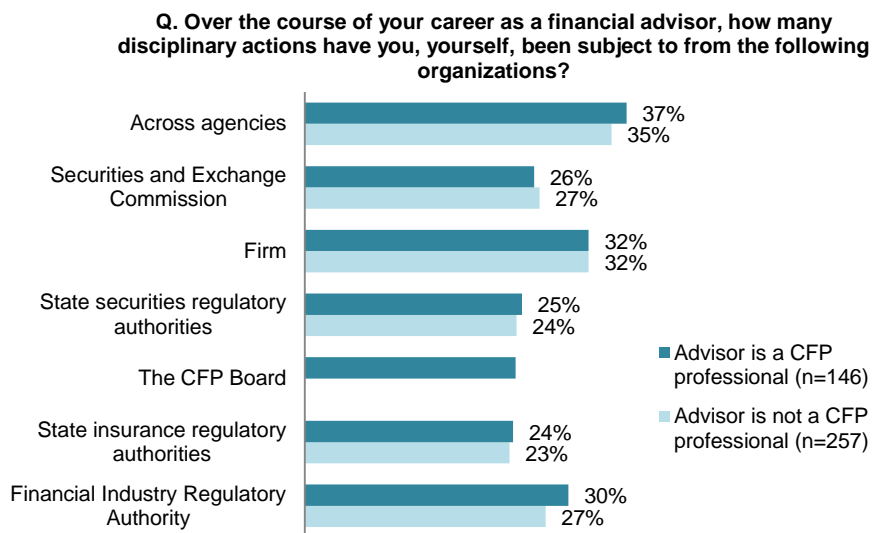 Q. Over the course of your career as a financial advisor, how many
disciplinary actions have you, yourself, been subject to from the following
organizations?
Across agencies
37%
35%
Securities and Exchange
Commission
26%
27%
Firm
32%
32%
State securities regulatory
authorities
25%
24%
The CFP Board
State insurance regulatory
authorities
24%
23%
Financial Industry Regulatory
Authority
30%
27%
Advisor is a CFP
professional (n=146)
Advisor is not a CFP
professional (n=257)